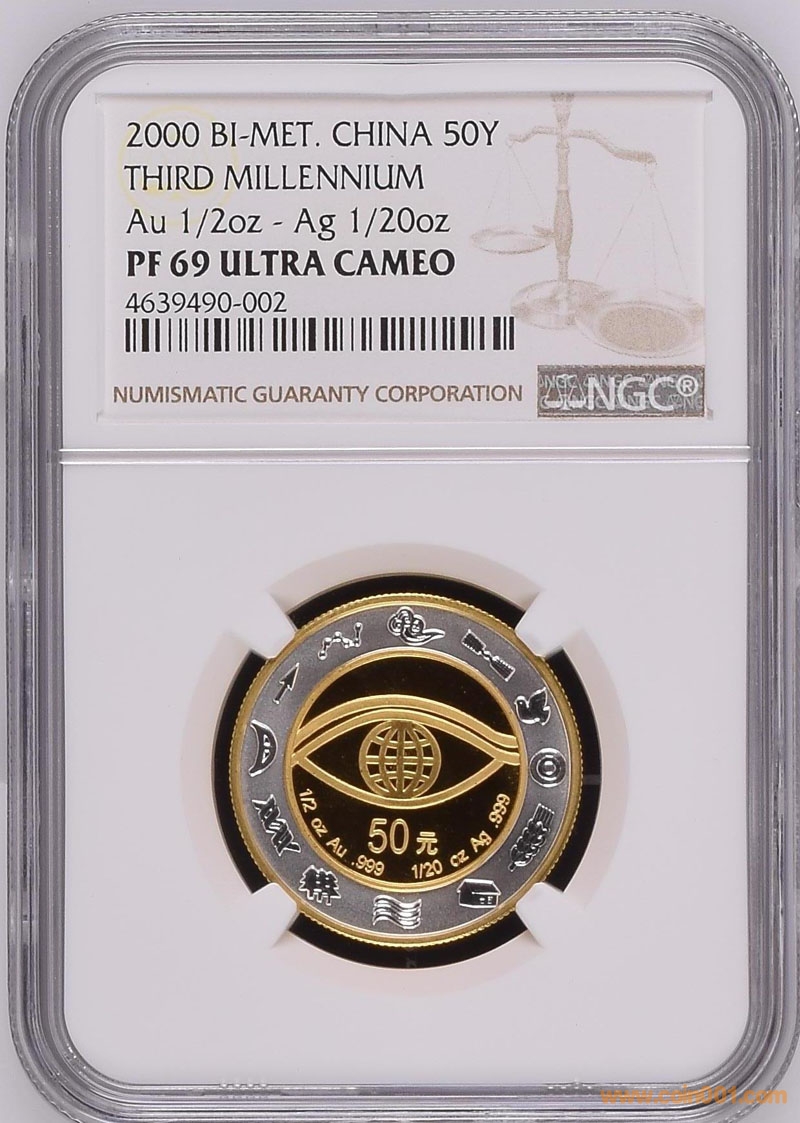 2000 BI-MET. CHINA 50Y
THIRD MILLENNIUM
Au 1/2oz - Ag 1/20oz
PF 69 ULTRA CAMEO
4639490-002
NUMISMATIC GUARANTY CORPORATION
NGC®
50元
1/2 oz Au .999 1/20 oz Ag .999
www.coin001.com